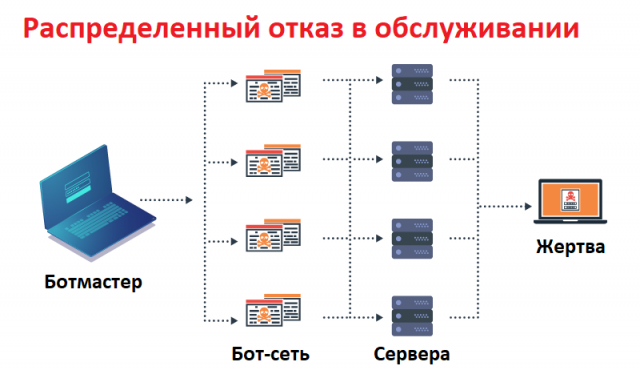 Распределенный отказ в обслуживании
Ботмастер
Бот-сеть
Сервера
Жертва